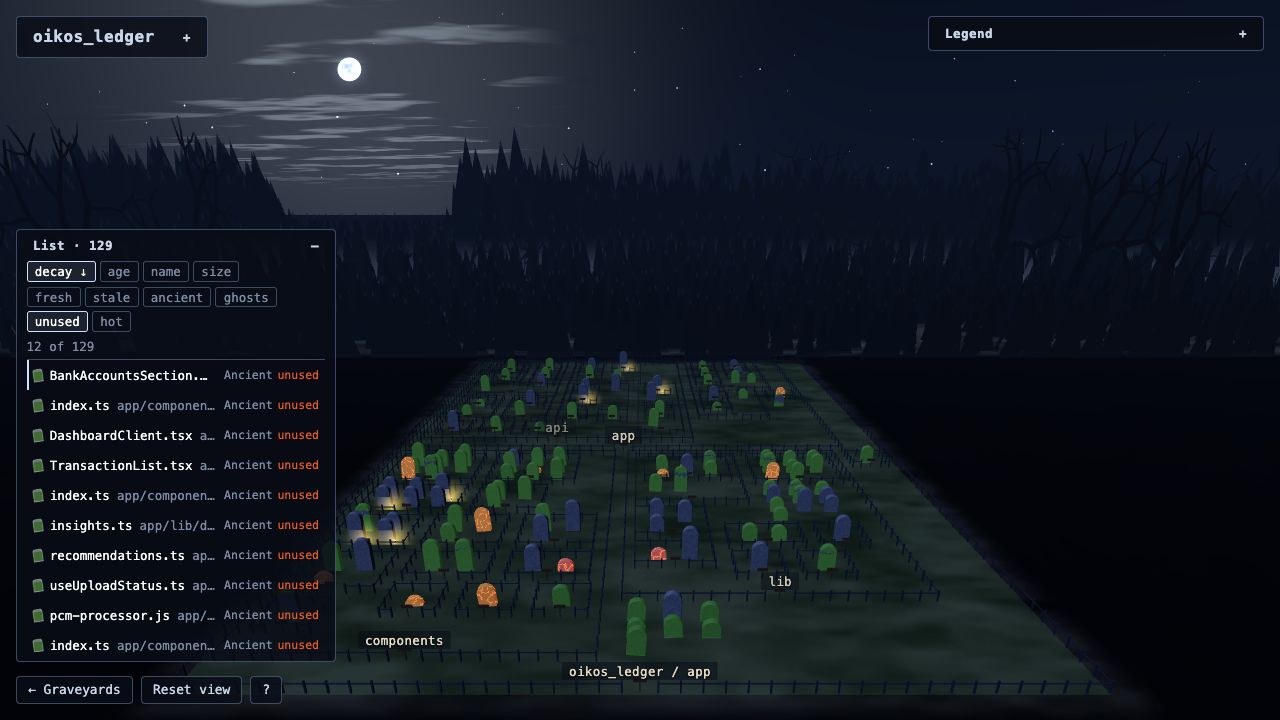 oikos_ledger +
Legend +
List · 129 −
decay ↓ age name size
fresh stale ancient ghosts
unused hot
12 of 129
BankAccountsSection.… Ancient unused
index.ts app/componen… Ancient unused
DashboardClient.tsx a… Ancient unused
TransactionList.tsx a… Ancient unused
index.ts app/componen… Ancient unused
insights.ts app/lib/d… Ancient unused
recommendations.ts ap… Ancient unused
useUploadStatus.ts ap… Ancient unused
pcm-processor.js app/… Ancient unused
index.ts app/componen… Ancient unused
api
app
lib
components
oikos_ledger / app
← Graveyards Reset view ?